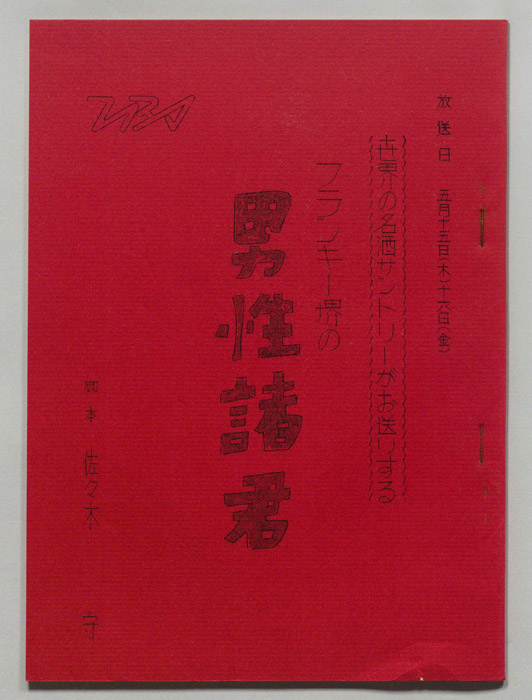 放送日 五月十五日(木)十六日(金)
世界の名酒サントリーがお送りする
フランキー堺の
男性諸君
脚本 佐々木 守